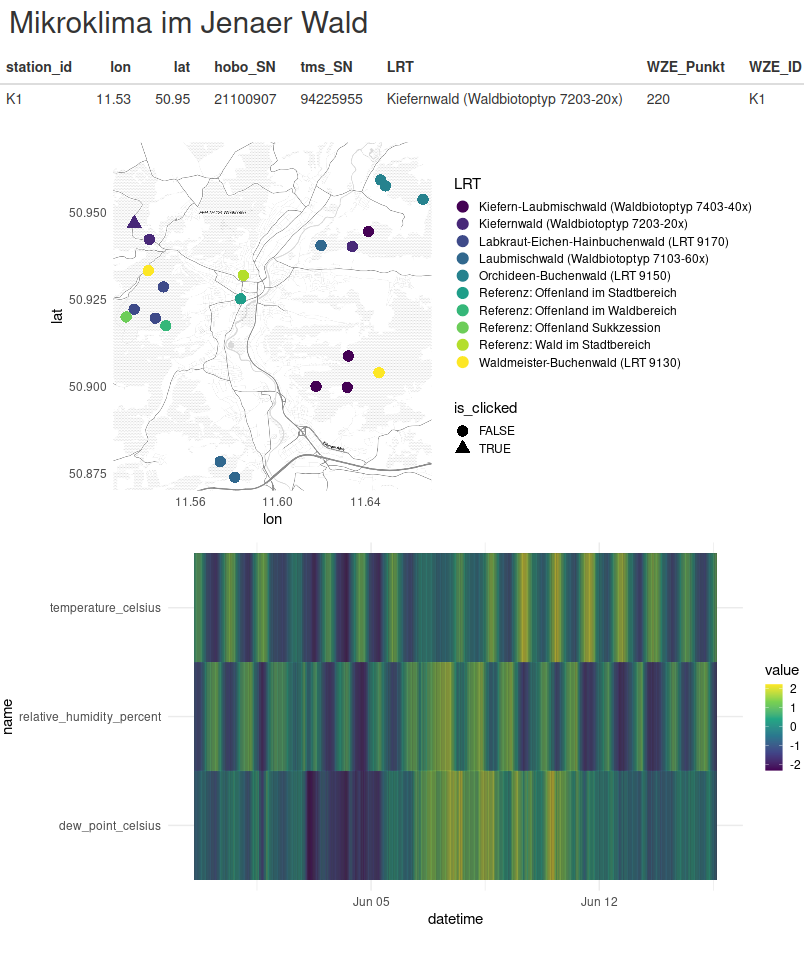 Mikroklima im Jenaer Wald
station_id lon lat hobo_SN tms_SN LRT WZE_Punkt WZE_ID
K1 11.53 50.95 21100907 94225955 Kiefernwald (Waldbiotoptyp 7203-20x) 220 K1
50.950
50.925
50.900
50.875
lat
11.56 11.60 11.64
lon
LRT
Kiefern-Laubmischwald (Waldbiotoptyp 7403-40x)
Kiefernwald (Waldbiotoptyp 7203-20x)
Labkraut-Eichen-Hainbuchenwald (LRT 9170)
Laubmischwald (Waldbiotoptyp 7103-60x)
Orchideen-Buchenwald (LRT 9150)
Referenz: Offenland im Stadtbereich
Referenz: Offenland im Waldbereich
Referenz: Offenland Sukkzession
Referenz: Wald im Stadtbereich
Waldmeister-Buchenwald (LRT 9130)
is_clicked
FALSE
TRUE
temperature_celsius
relative_humidity_percent
dew_point_celsius
name
Jun 05 Jun 12
datetime
value
2
1
0
-1
-2